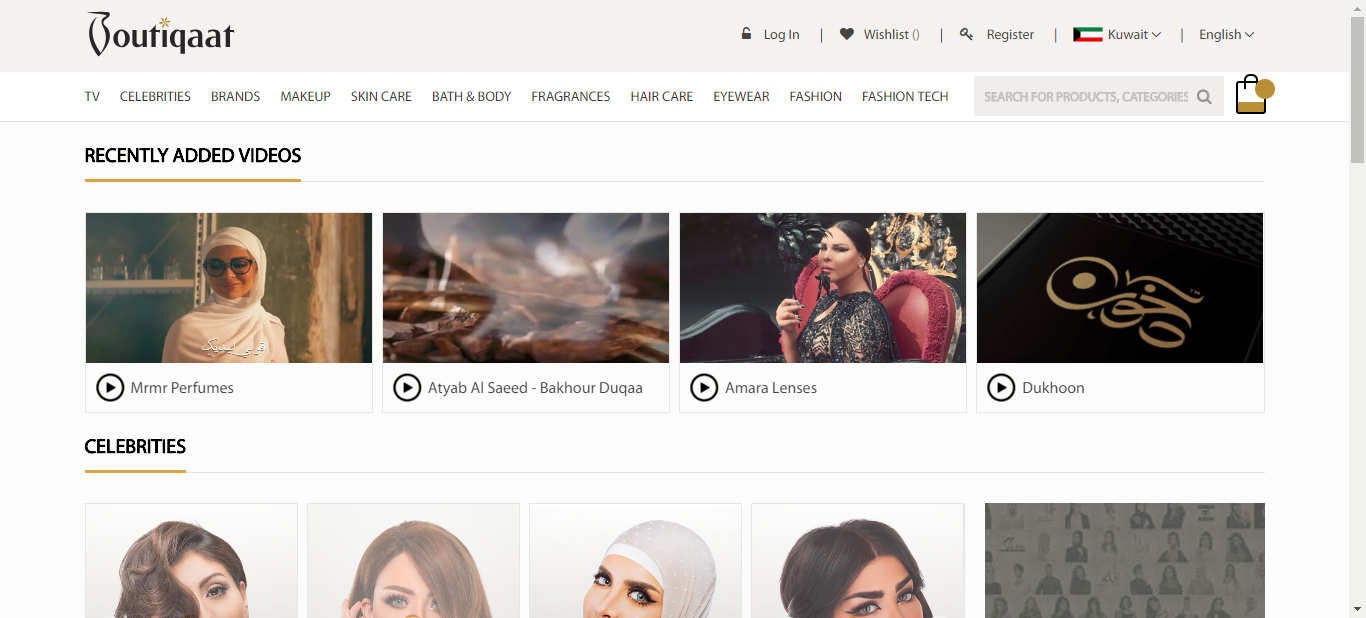 Boutiqaat
Log In | Wishlist () | Register | Kuwait | English
TV CELEBRITIES BRANDS MAKEUP SKIN CARE BATH & BODY FRAGRANCES HAIR CARE EYEWEAR FASHION FASHION TECH SEARCH FOR PRODUCTS, CATEGORIES
RECENTLY ADDED VIDEOS
دخون
Mrmr Perfumes
Atyab Al Saeed - Bakhour Duqaa
Amara Lenses
Dukhoon
CELEBRITIES